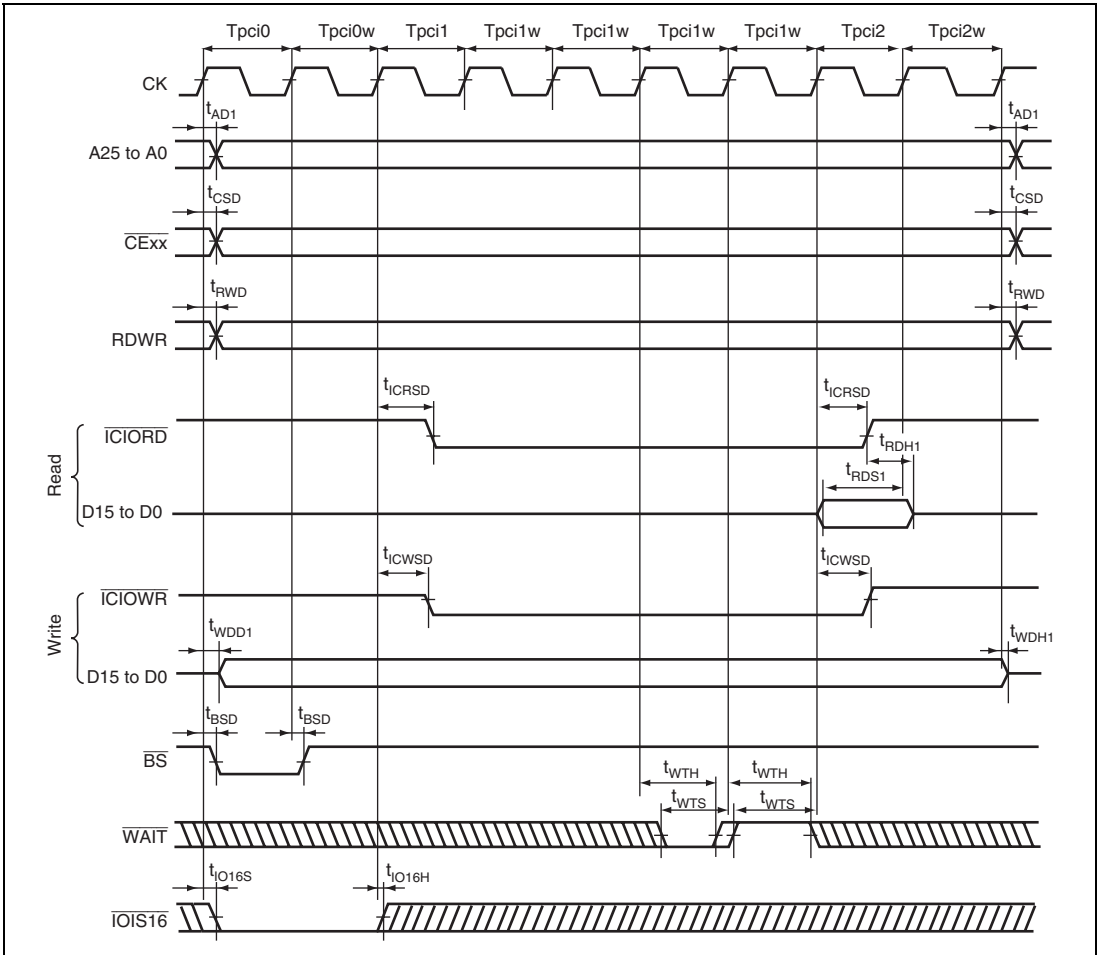 Tpci0 Tpci0w Tpci1 Tpci1w Tpci1w Tpci1w Tpci1w Tpci2 Tpci2w
CK
tAD1 tAD1
A25 to A0
tCSD tCSD
CExx
tRWD tRWD
RDWR
tICRSD tICRSD
ICIORD
tRDH1
Read
tRDS1
D15 to D0
tICWSD tICWSD
ICIOWR
Write
tWDD1 tWDH1
D15 to D0
tBSD tBSD
BS
tWTH tWTH
tWTS tWTS
WAIT
tIO16S tIO16H
IOIS16